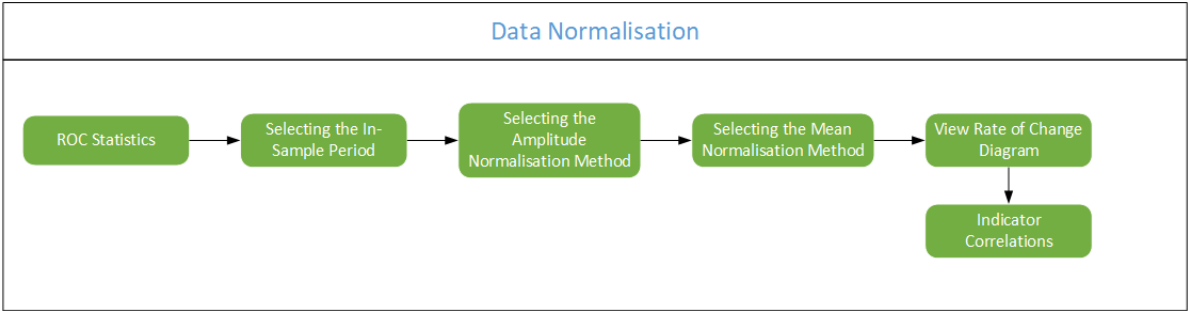 Data Normalisation
ROC Statistics
Selecting the In-
Sample Period
Selecting the
Amplitude
Normalisation Method
Selecting the Mean
Normalisation Method
View Rate of Change
Diagram
Indicator
Correlations